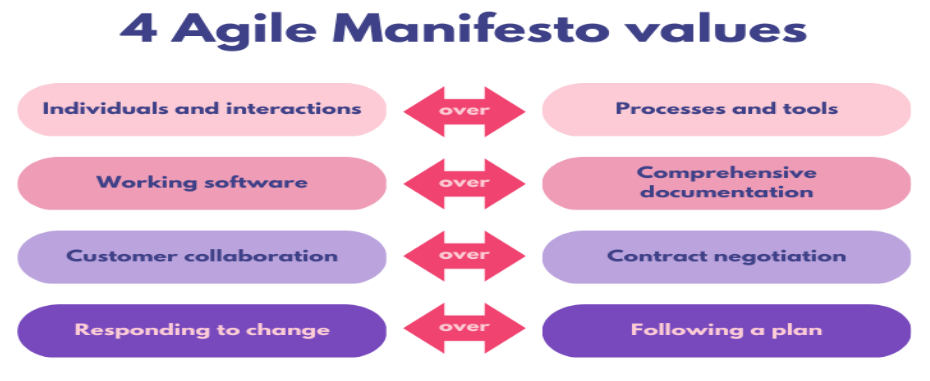 4 Agile Manifesto values
Individuals and interactions over Processes and tools
Working software over Comprehensive
documentation
Customer collaboration over Contract negotiation
Responding to change over Following a plan